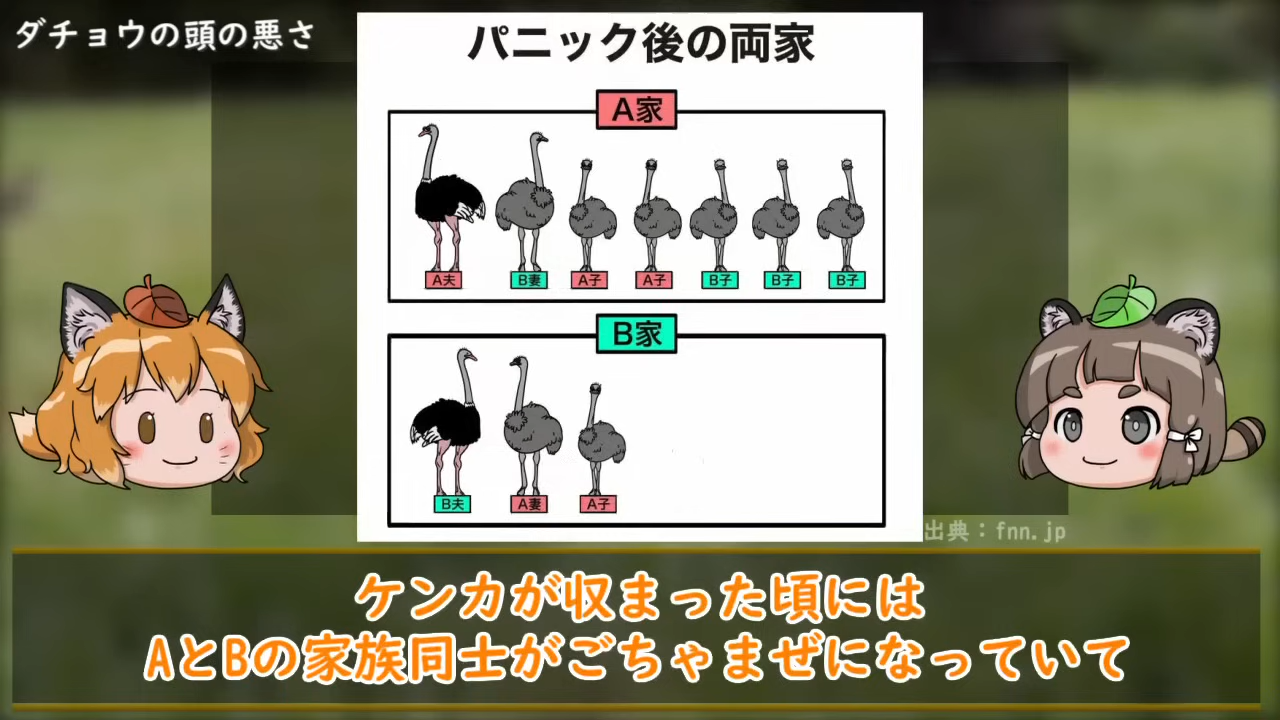 ダチョウの頭の悪さ
パニック後の両家
A家
A夫 B妻 A子 A子 B子 B子 B子
B家
B夫 A妻 A子
出典：fnn.jp
ケンカが収まった頃には
AとBの家族同士がごちゃまぜになっていて